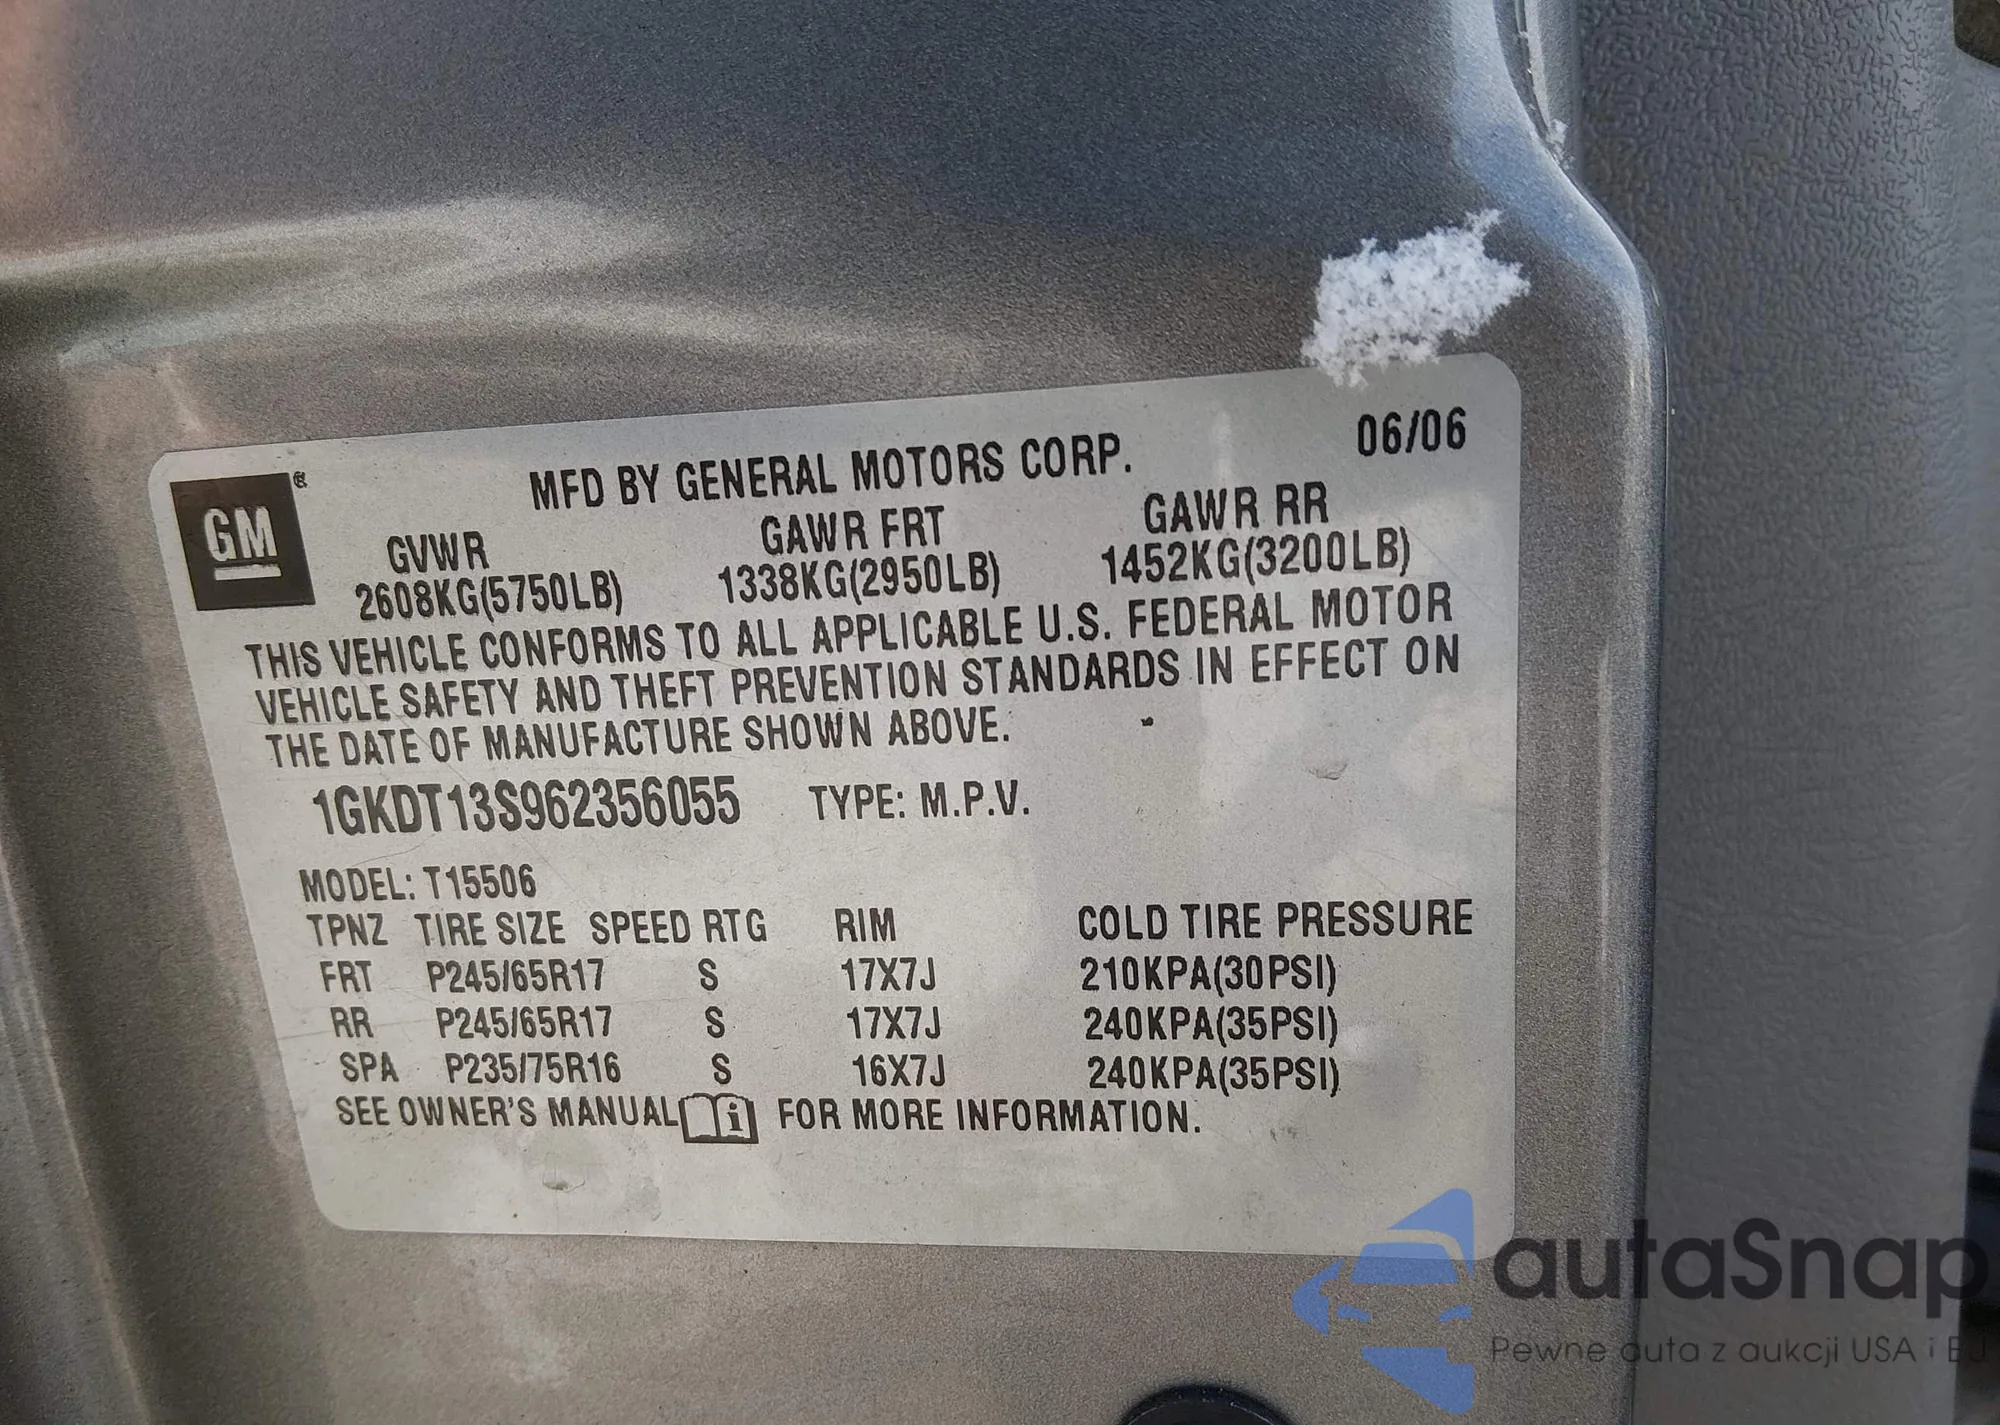 MFD BY GENERAL MOTORS CORP. 06/06
GM®
GVWR GAWR FRT GAWR RR
2608KG(5750LB) 1338KG(2950LB) 1452KG(3200LB)
THIS VEHICLE CONFORMS TO ALL APPLICABLE U.S. FEDERAL MOTOR
VEHICLE SAFETY AND THEFT PREVENTION STANDARDS IN EFFECT ON
THE DATE OF MANUFACTURE SHOWN ABOVE.
1GKDT13S962356055 TYPE: M.P.V.
MODEL: T15506
TPNZ TIRE SIZE SPEED RTG RIM COLD TIRE PRESSURE
FRT P245/65R17 S 17X7J 210KPA(30PSI)
RR P245/65R17 S 17X7J 240KPA(35PSI)
SPA P235/75R16 S 16X7J 240KPA(35PSI)
SEE OWNER'S MANUAL FOR MORE INFORMATION.
autaSnap
Pewne auta z aukcji USA i EU